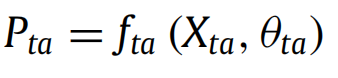 P_{ta} = f_{ta} (X_{ta}, θ_{ta})